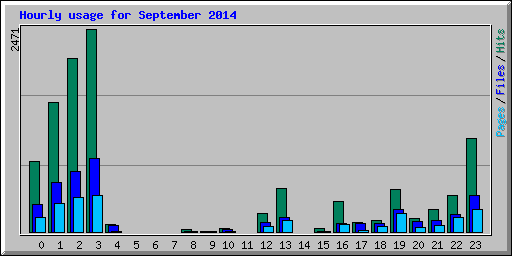 Hourly usage for September 2014
2471
Pages/Files/Hits
0 1 2 3 4 5 6 7 8 9 10 11 12 13 14 15 16 17 18 19 20 21 22 23